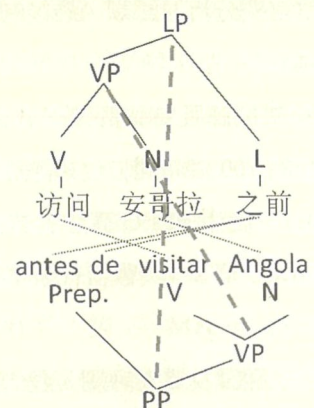 LP
VP
V N L
访问 安哥拉 之前
antes de visitar Angola
Prep. V N
VP
PP